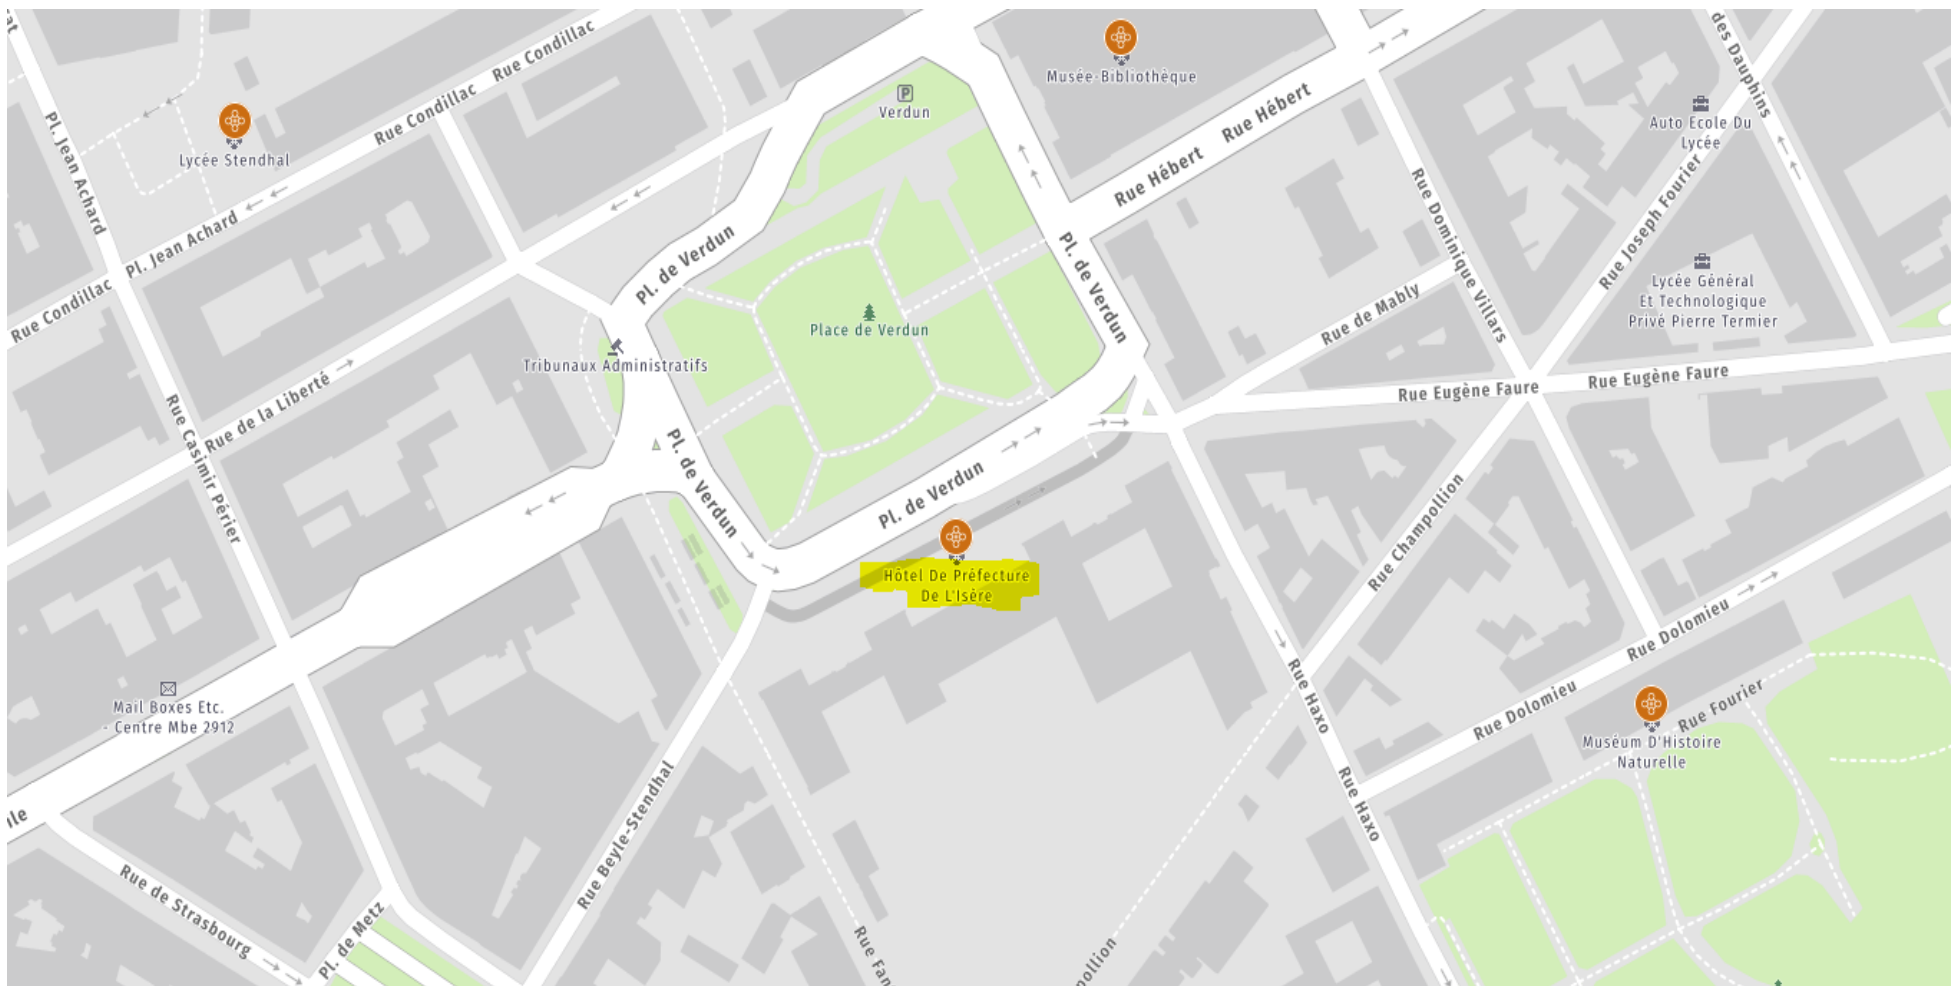 Rue Condillac
Musée-Bibliothèque
des Dauphins
Verdun
Rue Condillac
Rue Hébert
Auto Ecole Du
Lycée
Pl. Jean Achard
Lycée Stendhal
Rue Hébert
Rue Joseph Fourier
Rue Dominique Villars
Pl. Jean Achard
Pl. de Verdun
Pl. de Verdun
Lycée Général
Et Technologique
Privé Pierre Termier
Rue Condillac
Place de Verdun
Rue de Mably
Tribunaux Administratifs
Rue Eugène Faure
Rue Eugène Faure
Rue de la Liberté
Rue Casimir Périer
Pl. de Verdun
Pl. de Verdun
Rue Champollion
Hôtel De Préfecture
De L'Isère
Rue Dolomieu
Rue Haxo
Mail Boxes Etc.
- Centre Mbe 2912
Rue Dolomieu
Rue Fourier
Muséum D'Histoire
Naturelle
Rue Beyle-Stendhal
Rue Haxo
Rue de Strasbourg
Pl. de Metz
Rue Fan
pollion